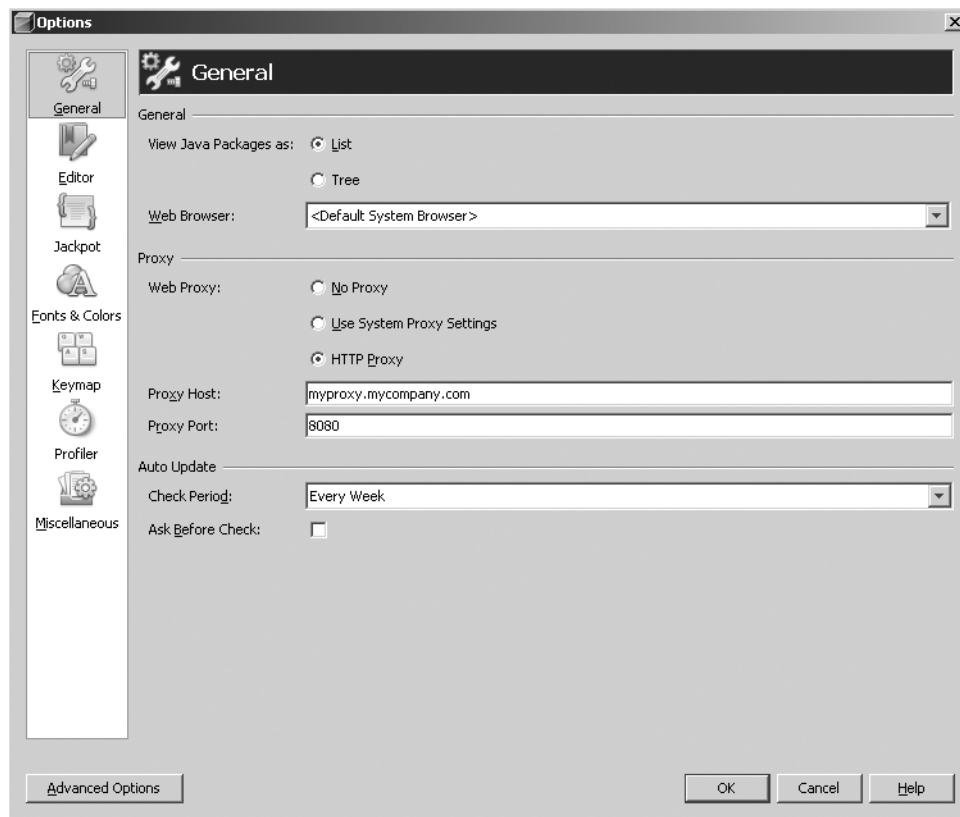 Options
General
Editor
Jackpot
Fonts & Colors
Keymap
Profiler
Miscellaneous
General
General
View Java Packages as: List
Tree
Web Browser: <Default System Browser>
Proxy
Web Proxy: No Proxy
Use System Proxy Settings
HTTP Proxy
Proxy Host: myproxy.mycompany.com
Proxy Port: 8080
Auto Update
Check Period: Every Week
Ask Before Check:
Advanced Options
OK Cancel Help